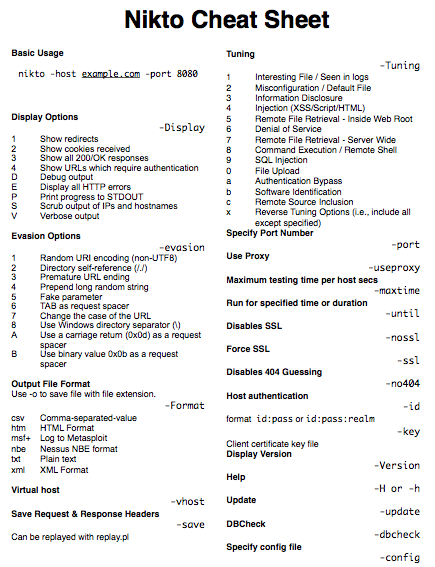 Nikto Cheat Sheet
Basic Usage
nikto -host example.com -port 8080
Display Options
-Display
1 Show redirects
2 Show cookies received
3 Show all 200/OK responses
4 Show URLs which require authentication
D Debug output
E Display all HTTP errors
P Print progress to STDOUT
S Scrub output of IPs and hostnames
V Verbose output
Evasion Options
-evasion
1 Random URI encoding (non-UTF8)
2 Directory self-reference (/./)
3 Premature URL ending
4 Prepend long random string
5 Fake parameter
6 TAB as request spacer
7 Change the case of the URL
8 Use Windows directory separator (\)
A Use a carriage return (0x0d) as a request
spacer
B Use binary value 0x0b as a request
spacer
Output File Format
Use -o to save file with file extension.
-Format
csv Comma-separated-value
htm HTML Format
msf+ Log to Metasploit
nbe Nessus NBE format
txt Plain text
xml XML Format
Virtual host
-vhost
Save Request & Response Headers
-save
Can be replayed with replay.pl
Tuning
-Tuning
1 Interesting File / Seen in logs
2 Misconfiguration / Default File
3 Information Disclosure
4 Injection (XSS/Script/HTML)
5 Remote File Retrieval - Inside Web Root
6 Denial of Service
7 Remote File Retrieval - Server Wide
8 Command Execution / Remote Shell
9 SQL Injection
0 File Upload
a Authentication Bypass
b Software Identification
c Remote Source Inclusion
x Reverse Tuning Options (i.e., include all
except specified)
Specify Port Number
-port
Use Proxy
-useproxy
Maximum testing time per host secs
-maxtime
Run for specified time or duration
-until
Disables SSL
-nossl
Force SSL
-ssl
Disables 404 Guessing
-no404
Host authentication
-id
format id:pass or id:pass:realm
-key
Client certificate key file
Display Version
-Version
Help
-H or -h
Update
-update
DBCheck
-dbcheck
Specify config file
-config